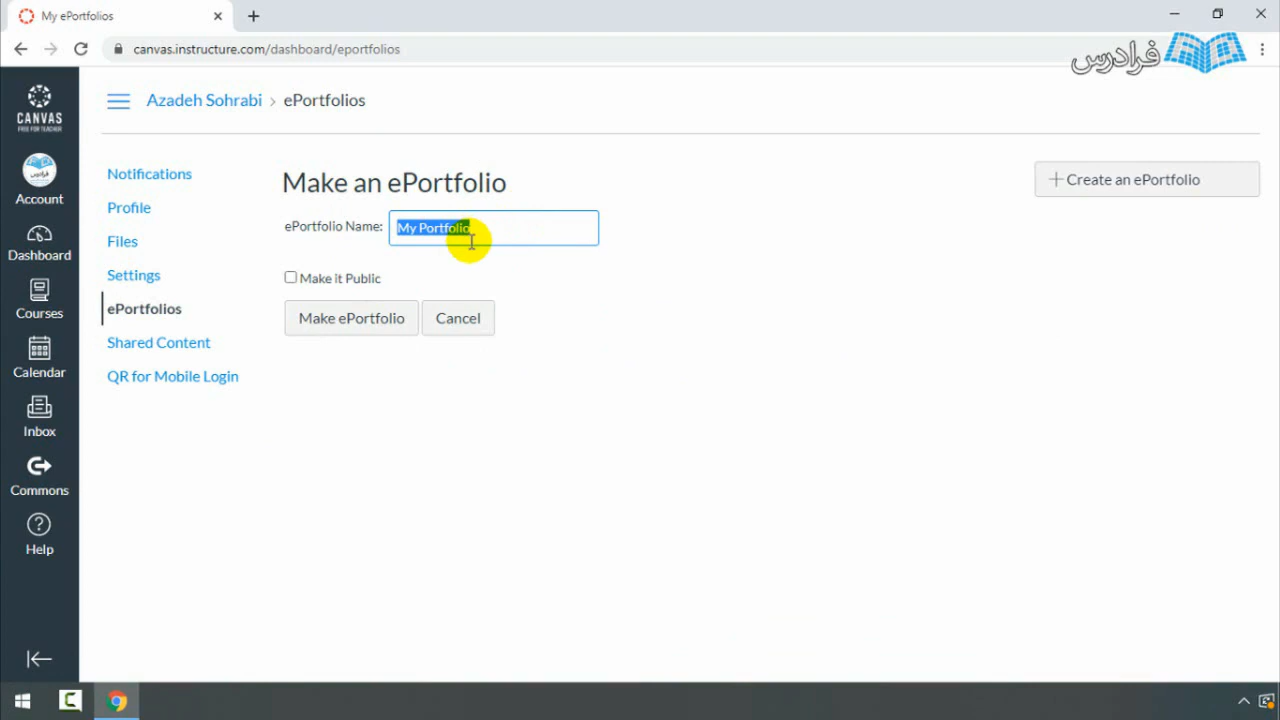 My ePortfolios
canvas.instructure.com/dashboard/eportfolios
فرادرس
CANVAS
FREE FOR TEACHER
Account
Dashboard
Courses
Calendar
Inbox
Commons
Help
Azadeh Sohrabi > ePortfolios
Notifications
Profile
Files
Settings
ePortfolios
Shared Content
QR for Mobile Login
Make an ePortfolio
ePortfolio Name: My Portfolio
Make it Public
Make ePortfolio Cancel
+ Create an ePortfolio